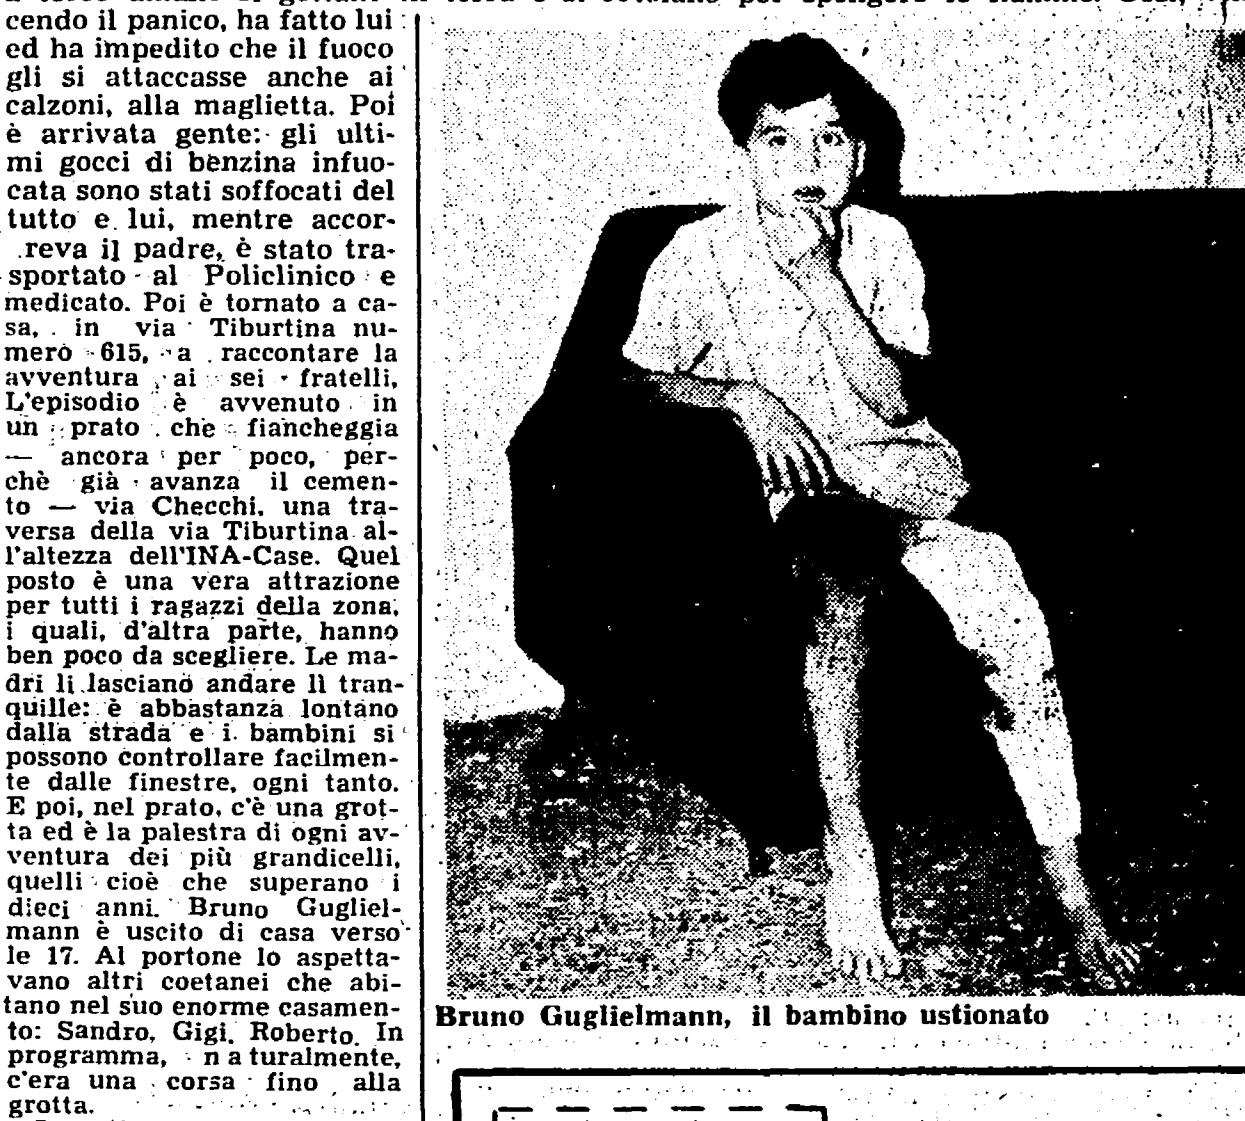 cendo il panico, ha fatto lui
ed ha impedito che il fuoco
gli si attaccasse anche ai
calzoni, alla maglietta. Poi
è arrivata gente: gli ulti-
mi gocci di benzina infuo-
cata sono stati soffocati del
tutto e lui, mentre accor-
reva il padre, è stato tra-
sportato al Policlinico e
medicato. Poi è tornato a ca-
sa, in via Tiburtina nu-
mero 615, a raccontare la
avventura ai sei fratelli.
L'episodio è avvenuto in
un prato che fiancheggia
— ancora per poco, per-
chè già avanza il cemen-
to — via Checchi, una tra-
versa della via Tiburtina al-
l'altezza dell'INA-Case. Quel
posto è una vera attrazione
per tutti i ragazzi della zona,
i quali, d'altra parte, hanno
ben poco da scegliere. Le ma-
dri li lasciano andare lì tran-
quille: è abbastanza lontano
dalla strada e i bambini si
possono controllare facilmen-
te dalle finestre, ogni tanto.
E poi, nel prato, c'è una grot-
ta ed è la palestra di ogni av-
ventura dei più grandicelli,
quelli cioè che superano i
dieci anni. Bruno Gugliel-
mann è uscito di casa verso
le 17. Al portone lo aspetta-
vano altri coetanei che abi-
tano nel suo enorme casamen-
to: Sandro, Gigi, Roberto. In
programma, naturalmente,
c'era una corsa fino alla
grotta.
Bruno Guglielmann, il bambino ustionato